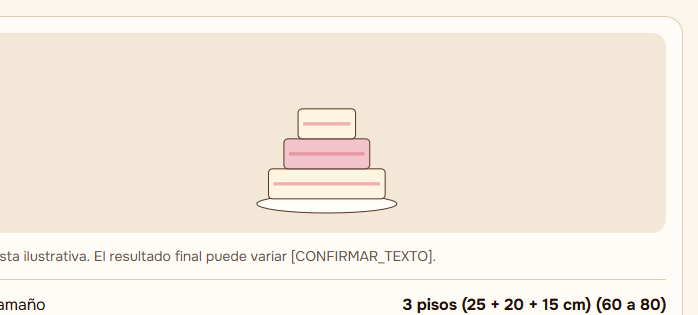 sta ilustrativa. El resultado final puede variar [CONFIRMAR_TEXTO].
amaño
3 pisos (25 + 20 + 15 cm) (60 a 80)